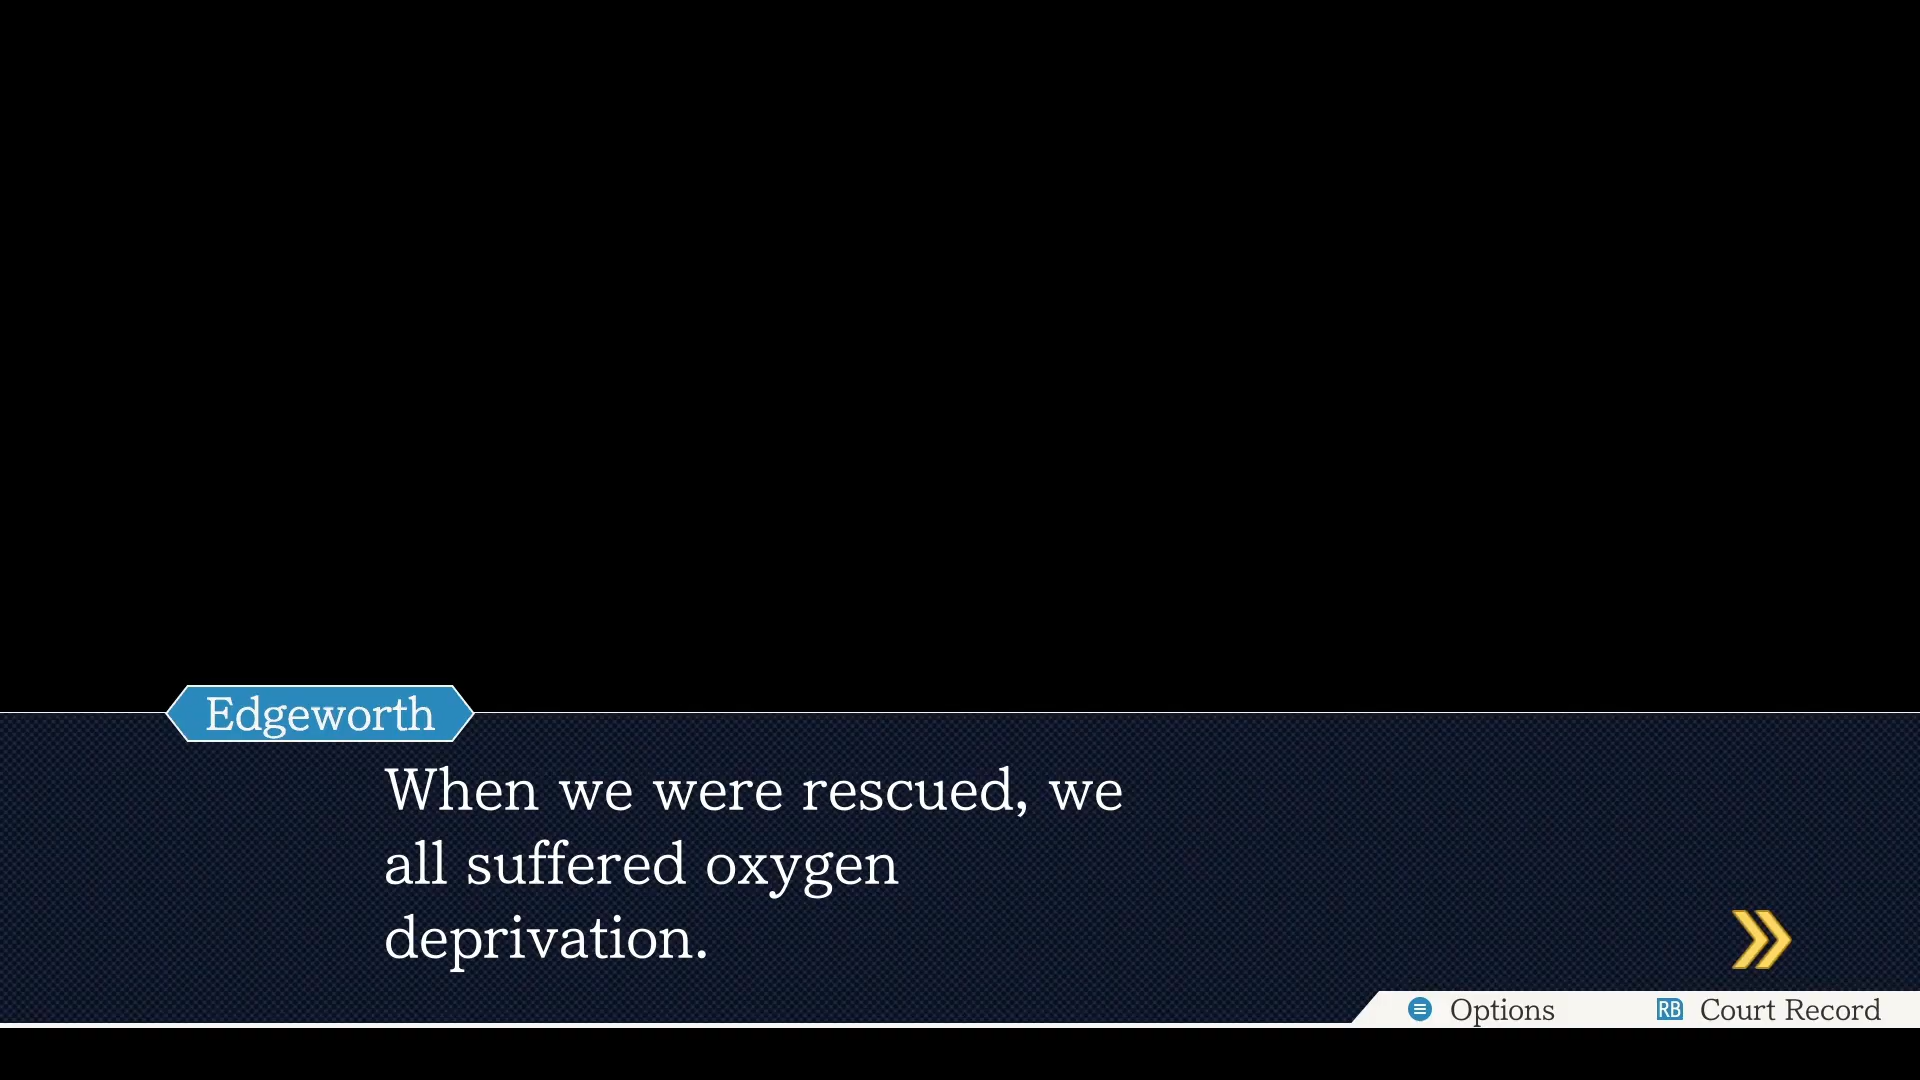 Edgeworth
When we were rescued, we
all suffered oxygen
deprivation.
Options
RB Court Record